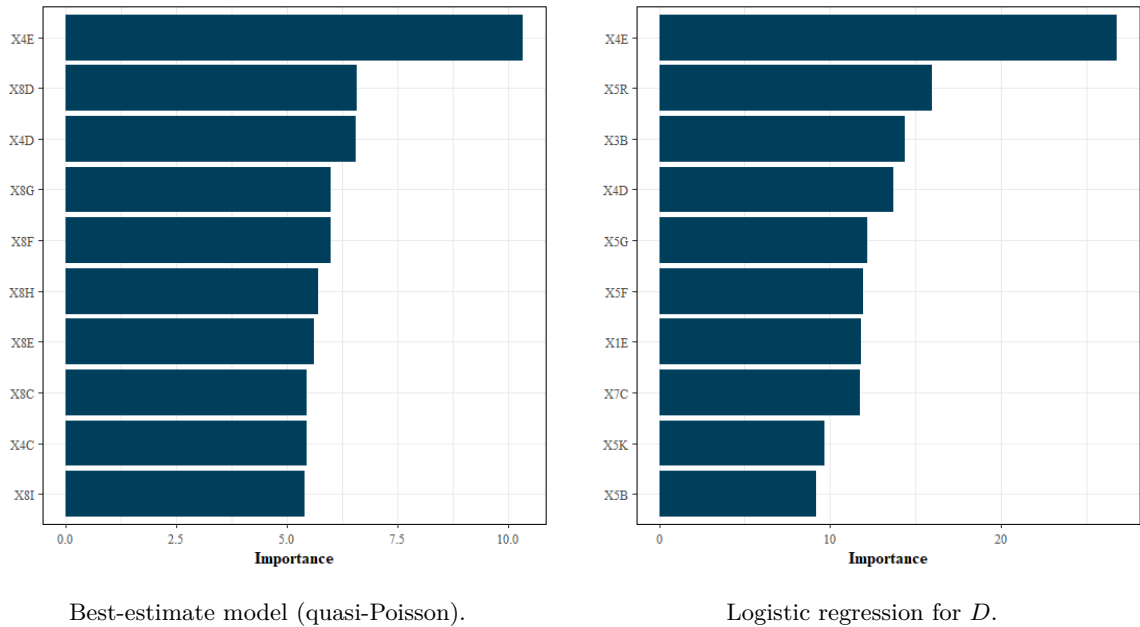 X4E
X8D
X4D
X8G
X8F
X8H
X8E
X8C
X4C
X8I
0.0 2.5 5.0 7.5 10.0
Importance
Best-estimate model (quasi-Poisson).
X4E
X5R
X3B
X4D
X5G
X5F
X1E
X7C
X5K
X5B
0 10 20
Importance
Logistic regression for D.